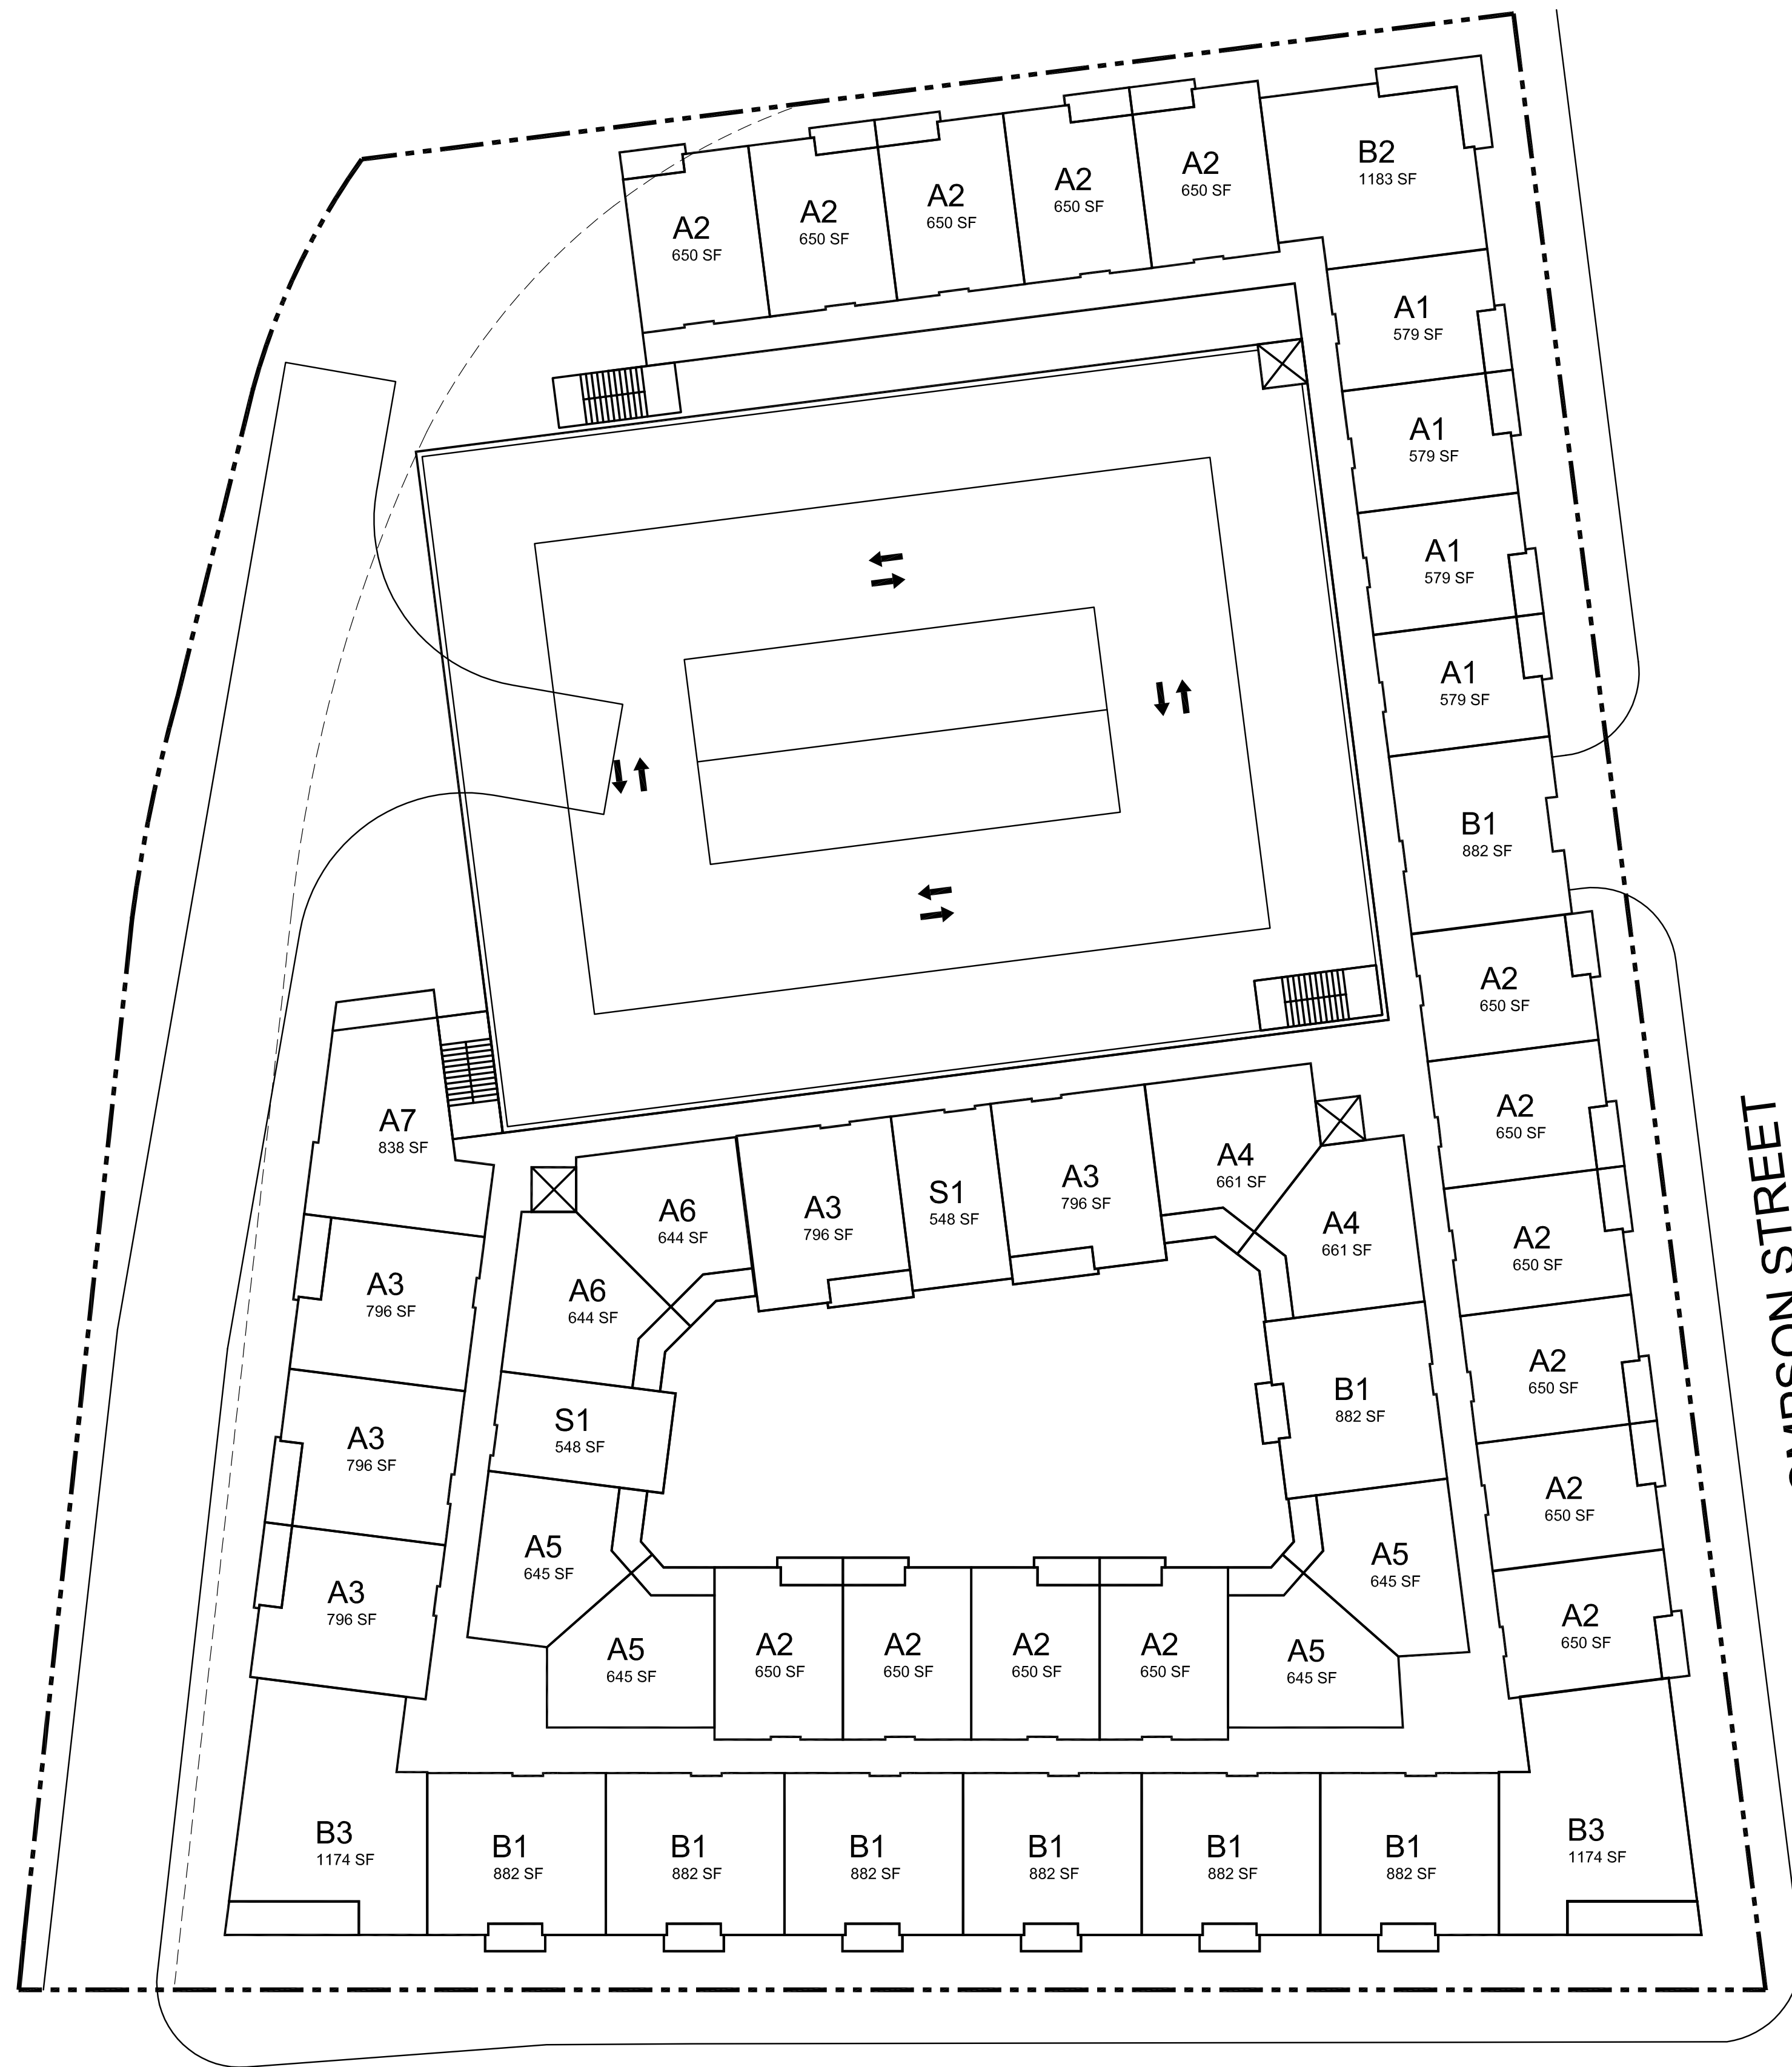 B2
1183 SF
A2
650 SF
A2
650 SF
A2
650 SF
A2
650 SF
A2
650 SF
A1
579 SF
A1
579 SF
A1
579 SF
A1
579 SF
B1
882 SF
A2
650 SF
A2
650 SF
A2
650 SF
A2
650 SF
A2
650 SF
A2
650 SF
A7
838 SF
A3
796 SF
A3
796 SF
A3
796 SF
A6
644 SF
A6
644 SF
A3
796 SF
S1
548 SF
A3
796 SF
A4
661 SF
A4
661 SF
B1
882 SF
S1
548 SF
A5
645 SF
A5
645 SF
A2
650 SF
A2
650 SF
A2
650 SF
A2
650 SF
A5
645 SF
A5
645 SF
B3
1174 SF
B1
882 SF
B1
882 SF
B1
882 SF
B1
882 SF
B1
882 SF
B1
882 SF
B3
1174 SF
STREET